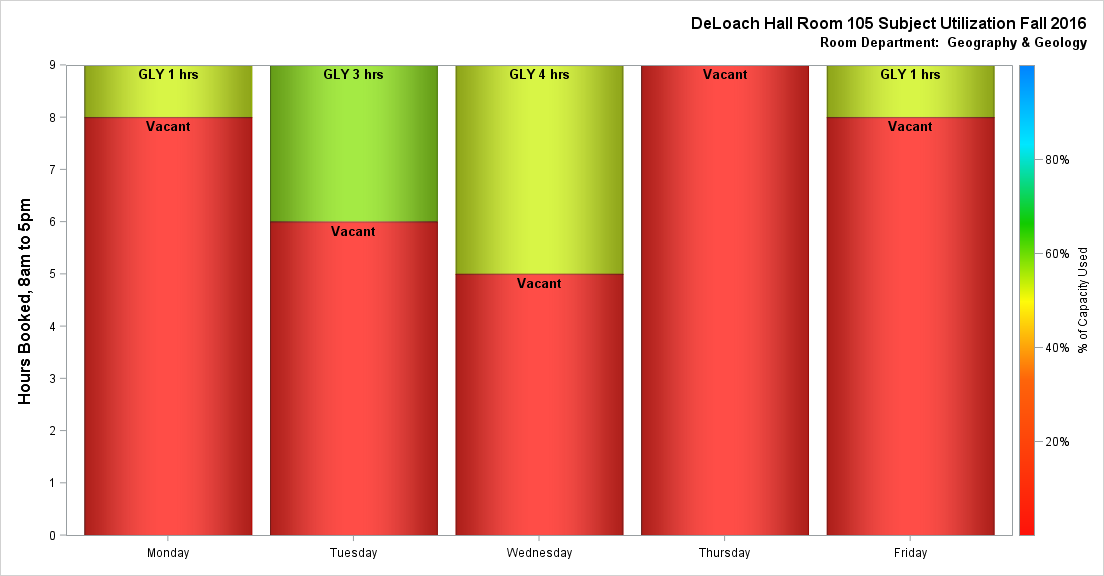 DeLoach Hall Room 105 Subject Utilization Fall 2016
Room Department:  Geography & Geology
Hours Booked, 8am to 5pm
9
8
7
6
5
4
3
2
1
0
GLY 1 hrs
Vacant
GLY 3 hrs
Vacant
GLY 4 hrs
Vacant
Vacant
GLY 1 hrs
Vacant
Monday
Tuesday
Wednesday
Thursday
Friday
80%
60%
40%
20%
% of Capacity Used